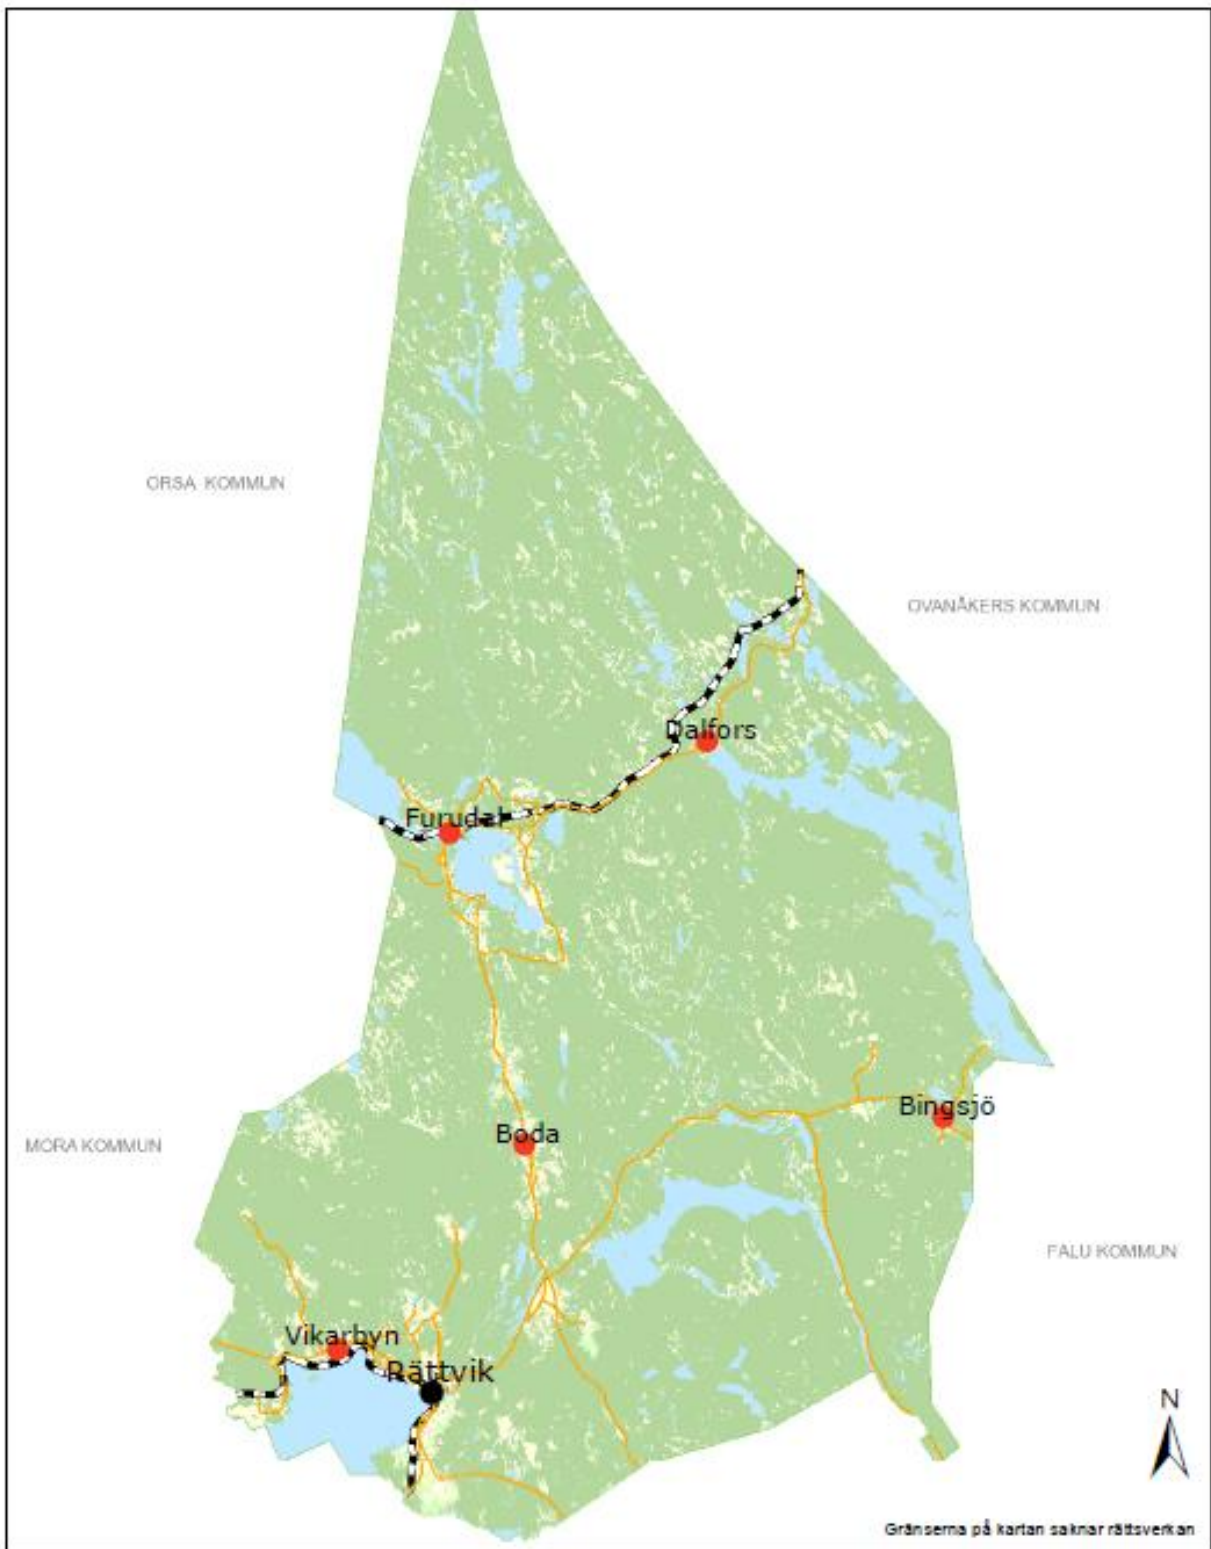 ORSA KOMMUN
OVANÅKERS KOMMUN
Dalfors
Furudal
Bingsjö
Boda
MORA KOMMUN
FALU KOMMUN
Vikarbyn
Rättvik
N
Gränserna på kartan saknar rättsverkan